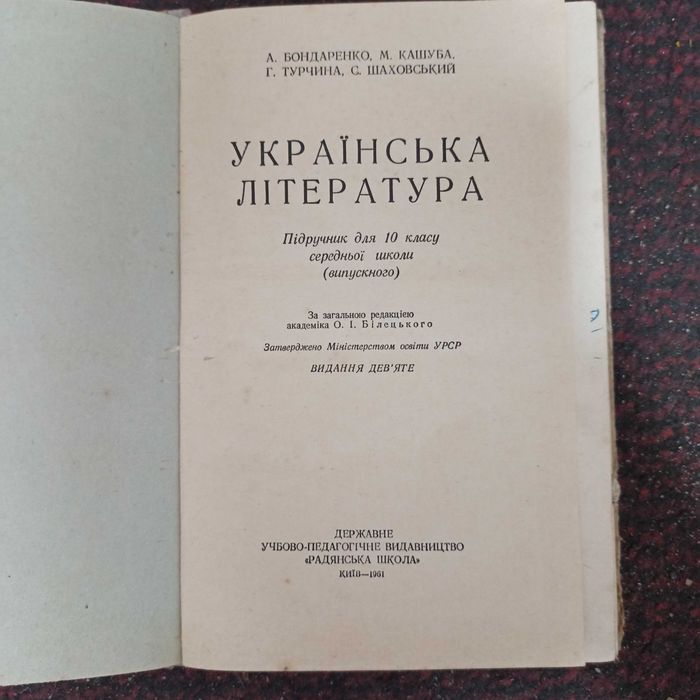 А. БОНДАРЕНКО, М. КАШУБА,
Г. ТУРЧИНА, С. ШАХОВСЬКИЙ
УКРАЇНСЬКА
ЛІТЕРАТУРА
Підручник для 10 класу
середньої школи
(випускного)
За загальною редакцією
академіка О. І. Білецького
Затверджено Міністерством освіти УРСР
ВИДАННЯ ДЕВ'ЯТЕ
ДЕРЖАВНЕ
УЧБОВО-ПЕДАГОГІЧНЕ ВИДАВНИЦТВО
«РАДЯНСЬКА ШКОЛА»
КИЇВ—1961